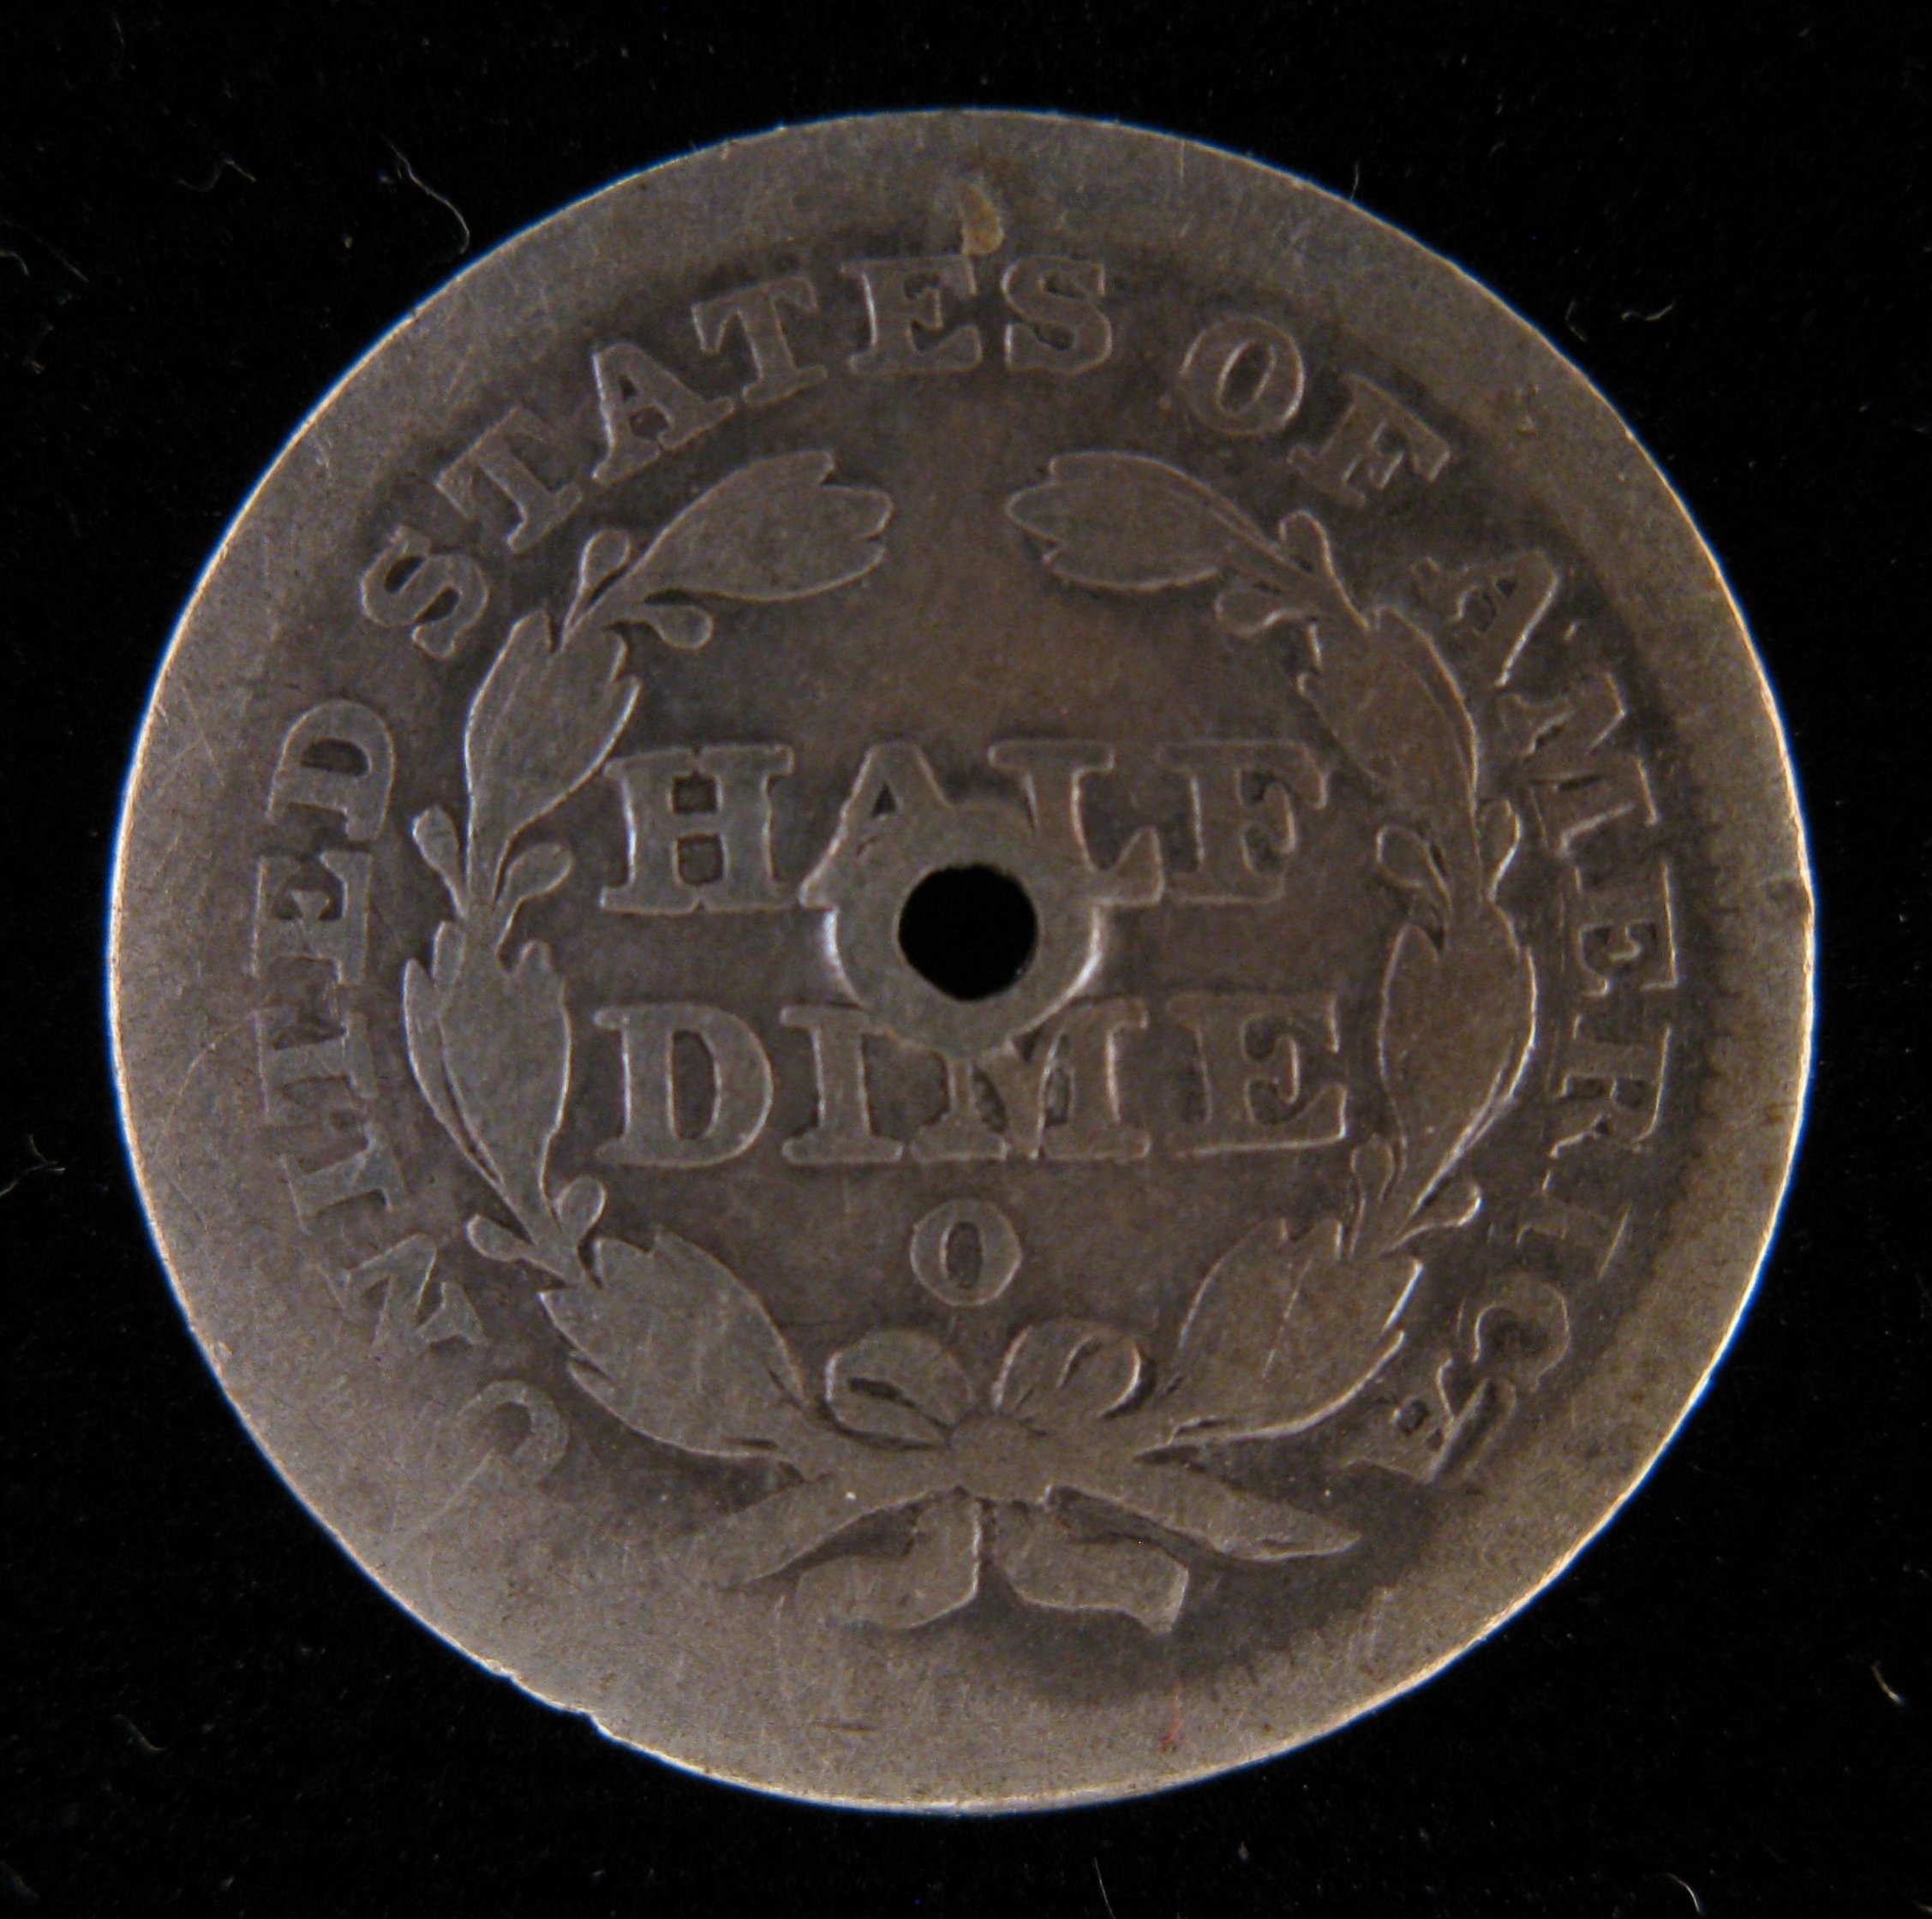 UNITED STATES OF AMERICA
HALF
DIME
O